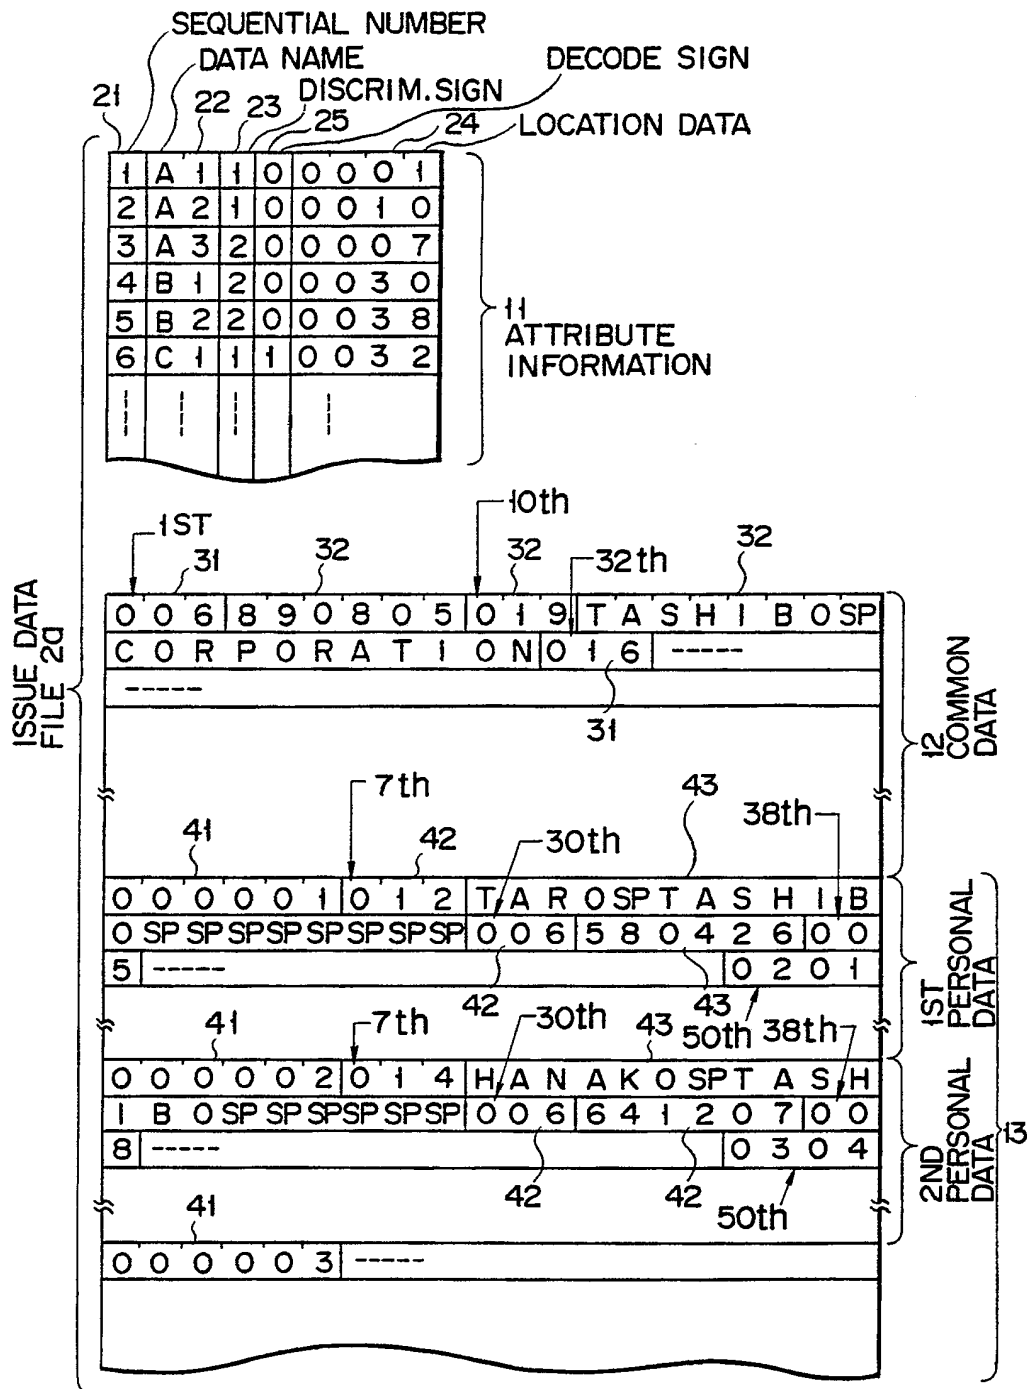 SEQUENTIAL NUMBER
DATA NAME
DECODE SIGN
DISCRIM.SIGN
21 22 23 25 24
LOCATION DATA
1 A 1 1 0 0 0 0 1
2 A 2 1 0 0 0 1 0
3 A 3 2 0 0 0 0 7
4 B 1 2 0 0 0 3 0
5 B 2 2 0 0 0 3 8
6 C 1 1 1 0 0 3 2
11
ATTRIBUTE
INFORMATION
ISSUE DATA
FILE 2a
1ST
31
32
10th
32
32th
32
0 0 6 8 9 0 8 0 5 0 1 9 T A S H I B O SP
C O R P O R A T I O N 0 1 6 -----
-----
31
12
COMMON
DATA
41
7th
42
30th
43
38th
0 0 0 0 0 1 0 1 2 T A R O SP T A S H I B
O SP SP SP SP SP SP SP SP 0 0 6 5 8 0 4 2 6 0 0
5 ----- 0 2 0 1
42
43
50th
1ST
PERSONAL
DATA
41
7th
30th
43
38th
0 0 0 0 0 2 0 1 4 H A N A K O SP T A S H
I B O SP SP SP SP SP SP 0 0 6 6 4 1 2 0 7 0 0
8 ----- 0 3 0 4
42
42
50th
2ND
PERSONAL
DATA
13
41
0 0 0 0 0 3 -----